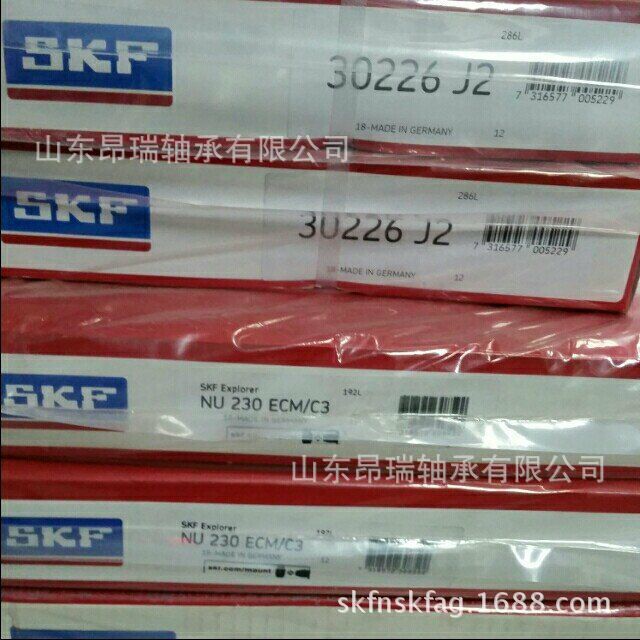 SKF
286L
30226 J2
7 316577 005229
18-MADE IN GERMANY 12
山东昂瑞轴承有限公司
SKF
286L
30226 J2
7 316577 005229
18-MADE IN GERMANY 12
SKF
SKF Explorer 192L
NU 230 ECM/C3
MADE IN GERMANY
山东昂瑞轴承有限公司
SKF
SKF Explorer 192L
NU 230 ECM/C3
18-MADE IN GERMANY 12
skf.com/mount
skfnskfag.1688.com
SKF